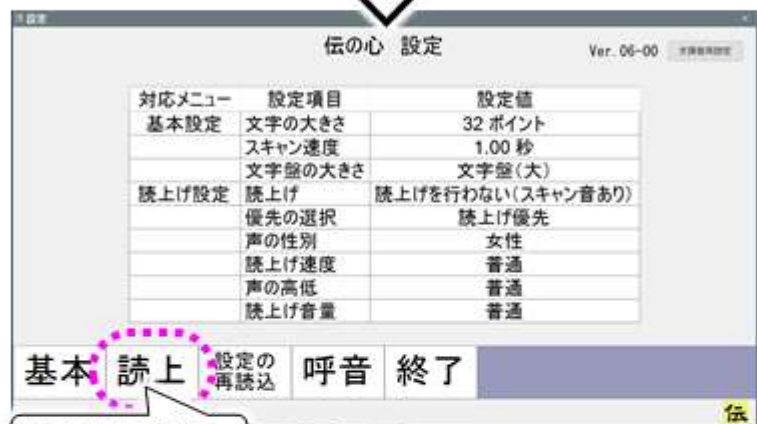 設定
伝の心 設定
Ver. 06-00
対応メニュー 設定項目 設定値
基本設定 文字の大きさ 32 ポイント
スキャン速度 1.00 秒
文字盤の大きさ 文字盤(大)
読上げ設定 読上げ 読上げを行わない(スキャン音あり)
優先の選択 読上げ優先
声の性別 女性
読上げ速度 普通
声の高低 普通
読上げ音量 普通
基本 読上 設定の再読込 呼音 終了
伝